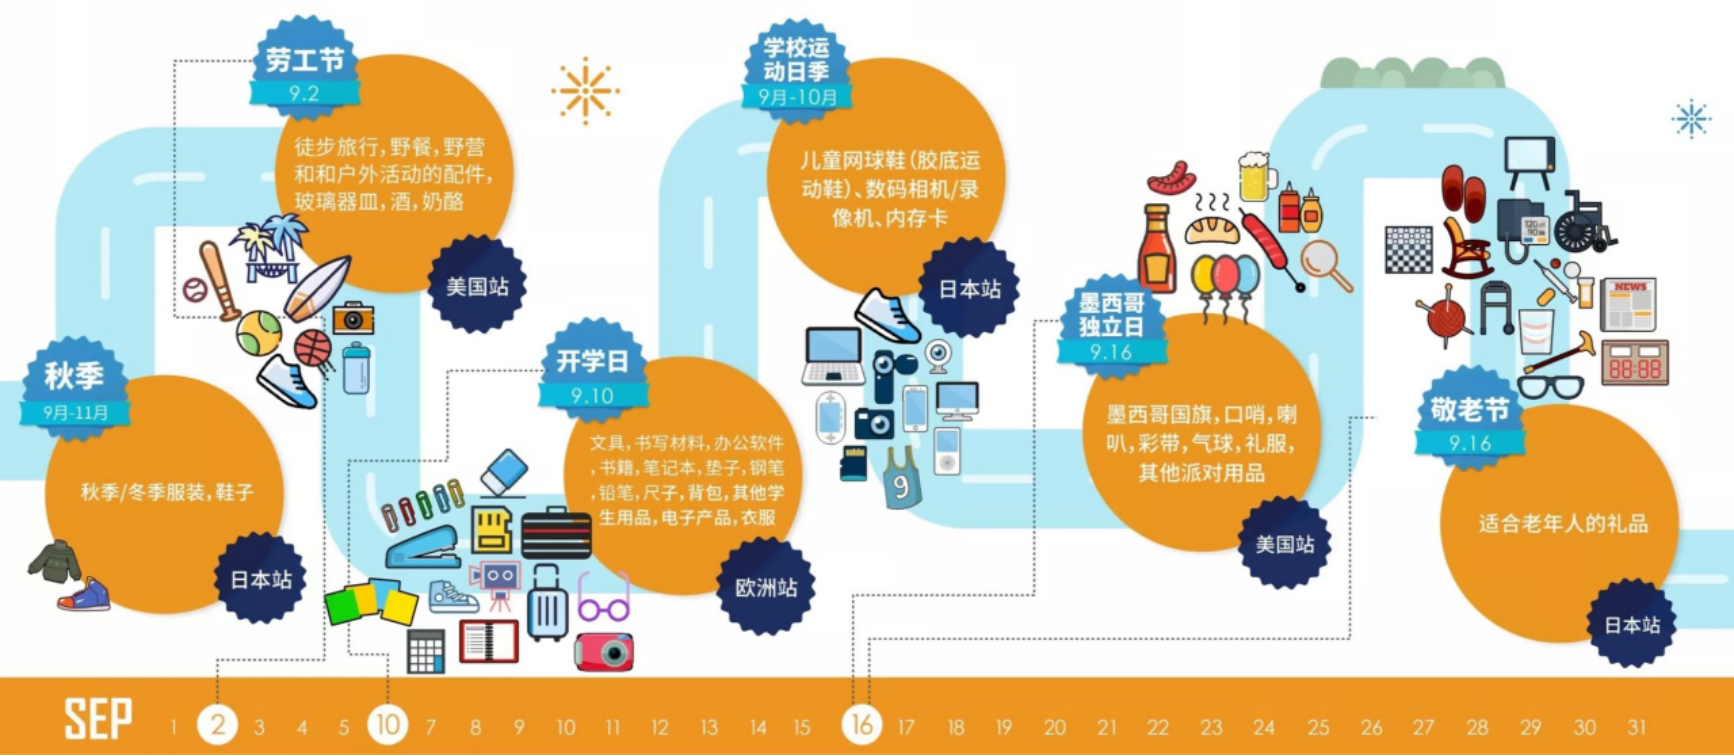 劳工节
9.2
徒步旅行,野餐,野营
和和户外活动的配件,
玻璃器皿,酒,奶酪
美国站
秋季
9月-11月
秋季/冬季服装,鞋子
日本站
开学日
9.10
文具,书写材料,办公软件
,书籍,笔记本,垫子,钢笔
,铅笔,尺子,背包,其他学
生用品,电子产品,衣服
欧洲站
学校运
动日季
9月-10月
儿童网球鞋(胶底运
动鞋)、数码相机/录
像机、内存卡
日本站
9
墨西哥
独立日
9.16
墨西哥国旗,口哨,喇
叭,彩带,气球,礼服,
其他派对用品
美国站
NEWS
88:88
敬老节
9.16
适合老年人的礼品
日本站
SEP 1 2 3 4 5 10 7 8 9 10 11 12 13 14 15 16 17 18 19 20 21 22 23 24 25 26 27 28 29 30 31